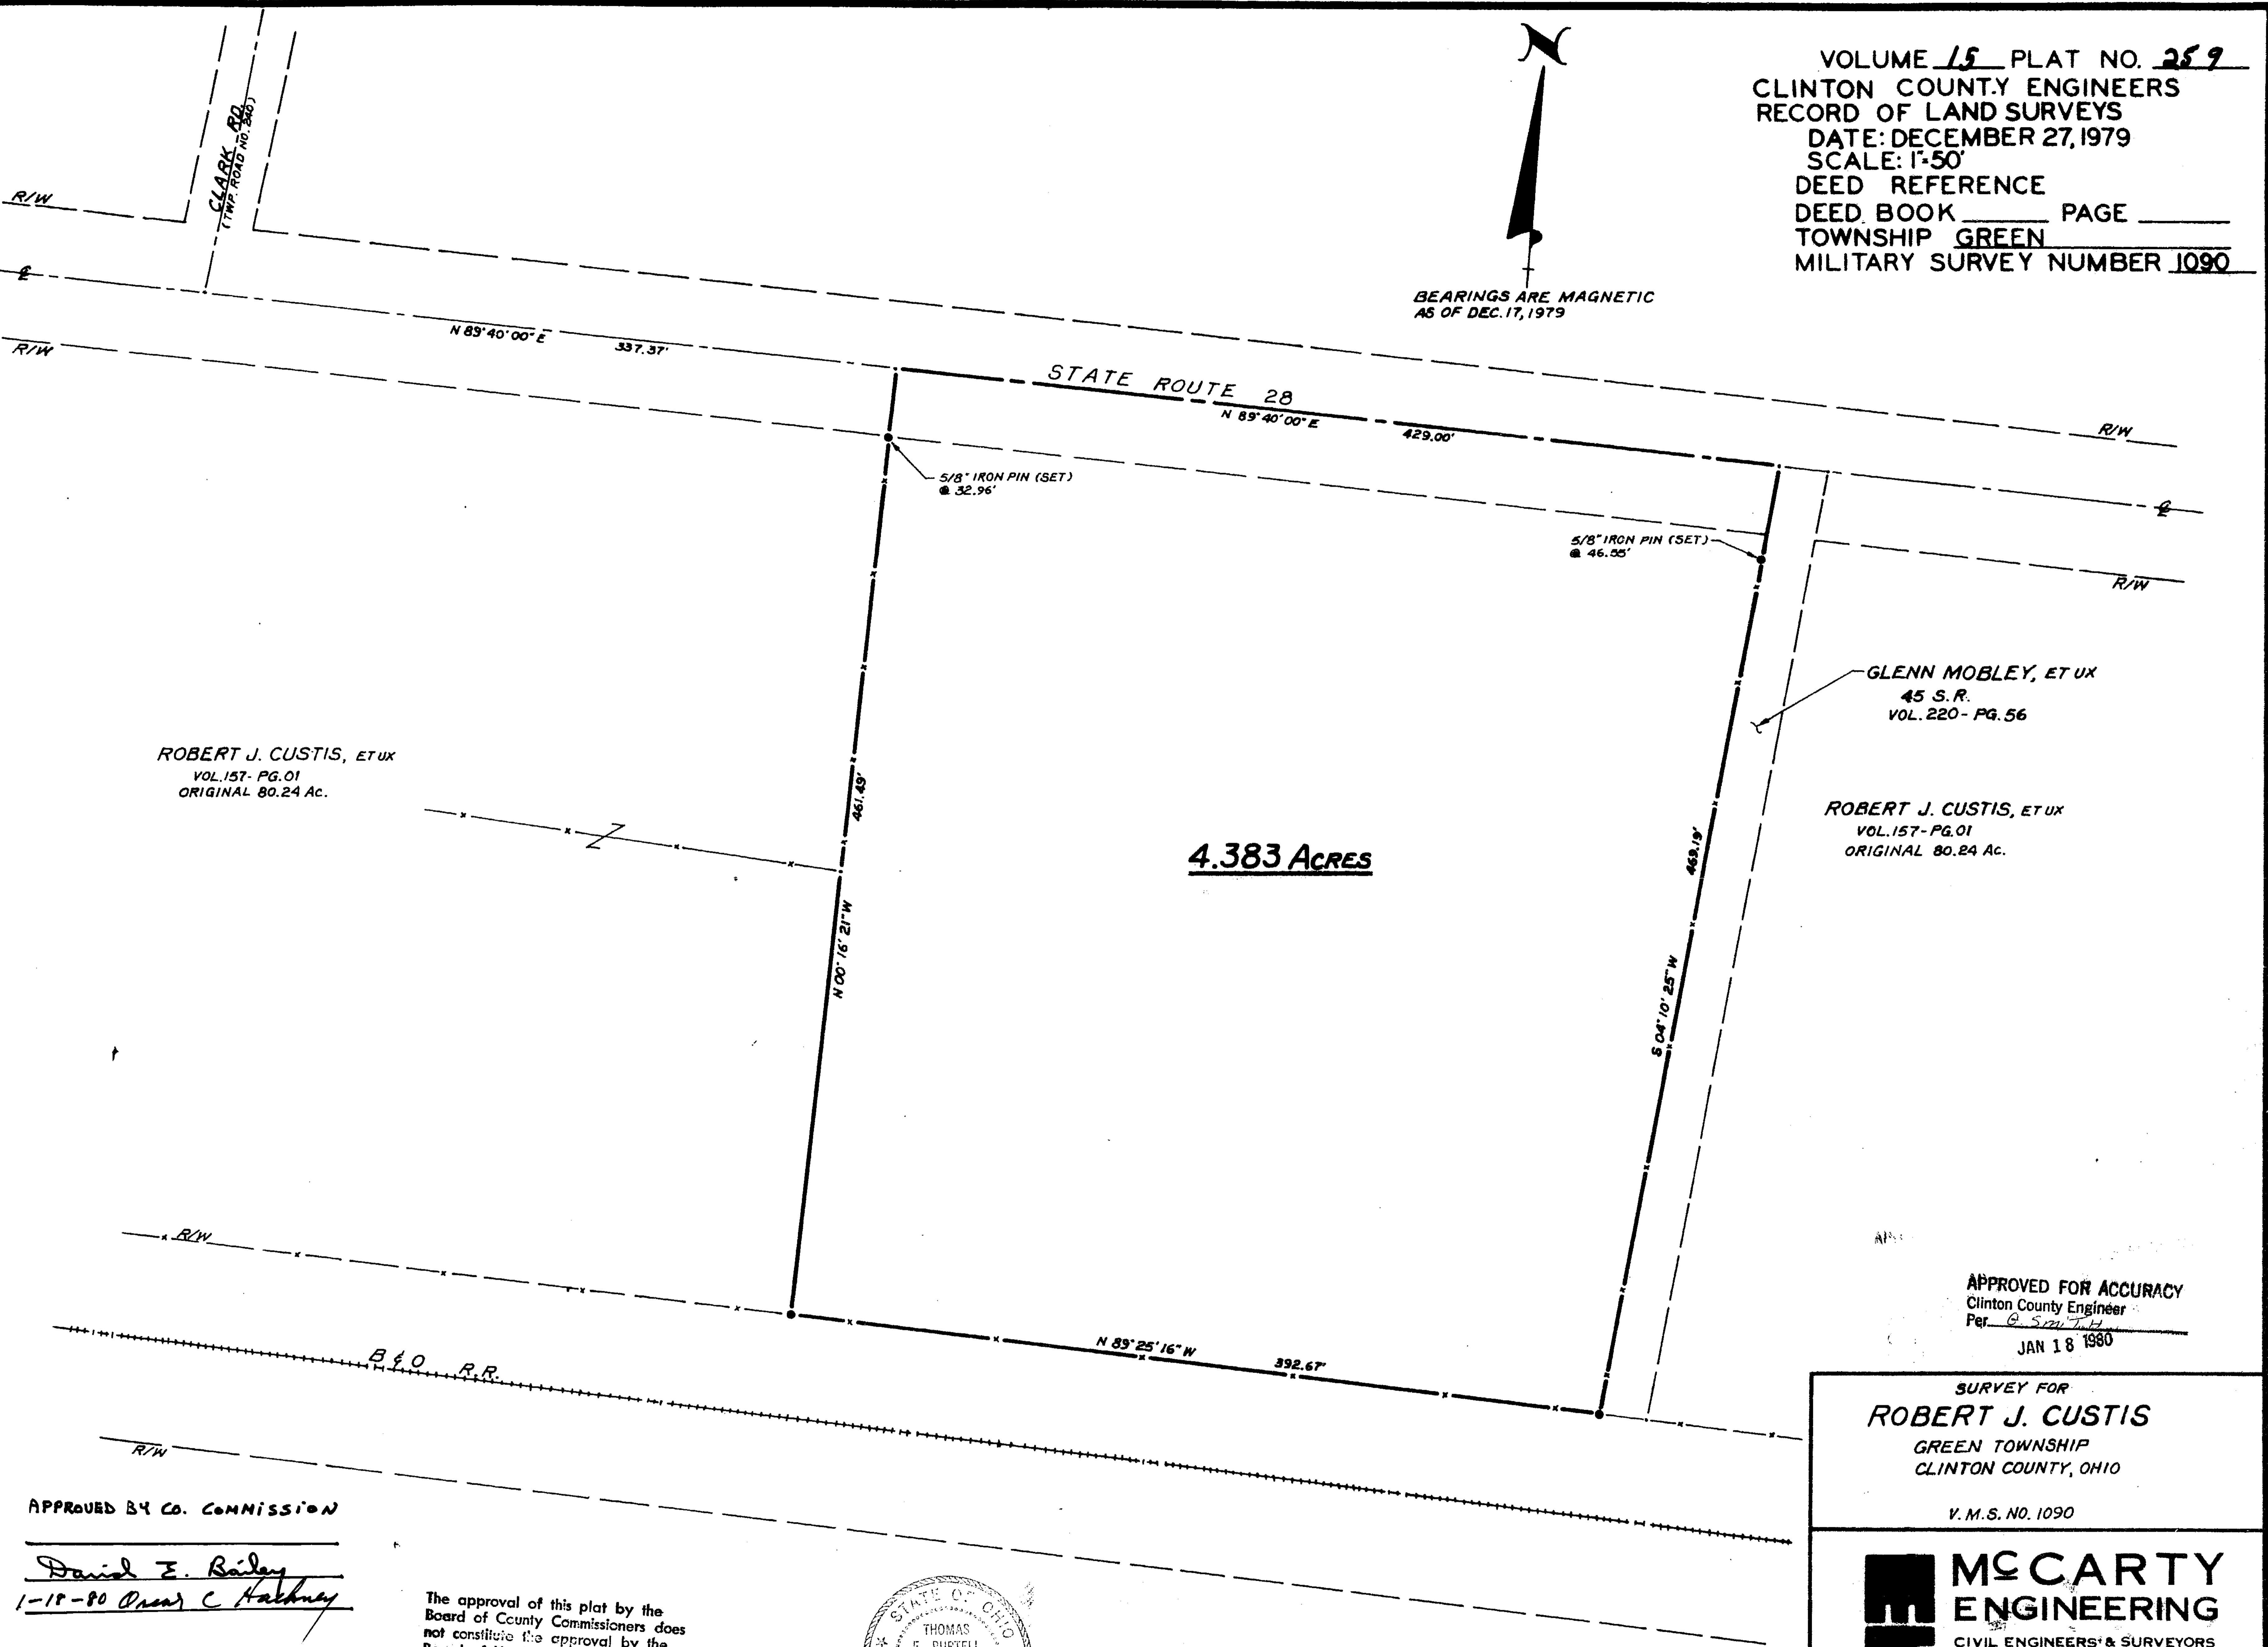 VOLUME 15 PLAT NO. 259
CLINTON COUNTY ENGINEERS
RECORD OF LAND SURVEYS
DATE: DECEMBER 27, 1979
SCALE: 1"=50'
DEED REFERENCE
DEED BOOK ______ PAGE ______
TOWNSHIP GREEN
MILITARY SURVEY NUMBER 1090
N
BEARINGS ARE MAGNETIC
AS OF DEC. 17, 1979
CLARK RD.
(TWP. ROAD NO. 240)
R/W
℄
R/W
N 89° 40' 00" E 337.37'
STATE ROUTE 28
N 89° 40' 00" E 429.00'
R/W
℄
R/W
5/8" IRON PIN (SET)
@ 32.96'
5/8" IRON PIN (SET)
@ 46.55'
GLENN MOBLEY, ET UX
45 S.R.
VOL. 220 - PG. 56
ROBERT J. CUSTIS, ET UX
VOL. 157 - PG. 01
ORIGINAL 80.24 AC.
461.49'
N 00° 16' 21" W
4.383 ACRES
469.19'
S 04° 10' 25" W
ROBERT J. CUSTIS, ET UX
VOL. 157 - PG. 01
ORIGINAL 80.24 AC.
R/W
N 89° 25' 16" W 392.67'
B & O R.R.
R/W
APPROVED FOR ACCURACY
Clinton County Engineer
Per
JAN 18 1980
SURVEY FOR
ROBERT J. CUSTIS
GREEN TOWNSHIP
CLINTON COUNTY, OHIO
V. M. S. NO. 1090
McCARTY
ENGINEERING
CIVIL ENGINEERS & SURVEYORS
APPROVED BY CO. COMMISSION
David E. Bailey
1-18-80 Oscar C Hackney
The approval of this plat by the
Board of County Commissioners does
not constitute the approval by the
STATE OF OHIO
THOMAS